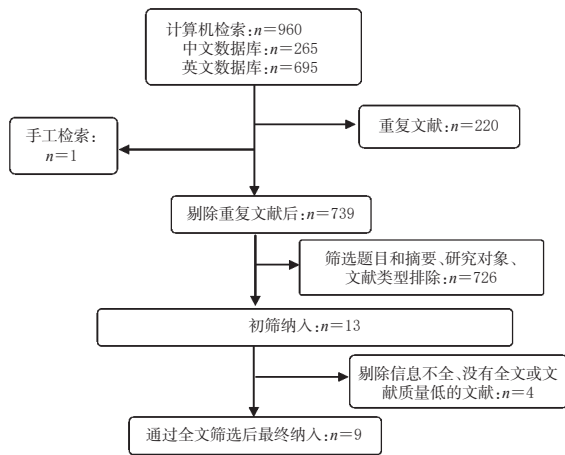 计算机检索:n=960
中文数据库:n=265
英文数据库:n=695
重复文献:n=220
手工检索:
n=1
剔除重复文献后:n=739
筛选题目和摘要、研究对象、
文献类型排除:n=726
初筛纳入:n=13
剔除信息不全、没有全文或文
献质量低的文献:n=4
通过全文筛选后最终纳入:n=9